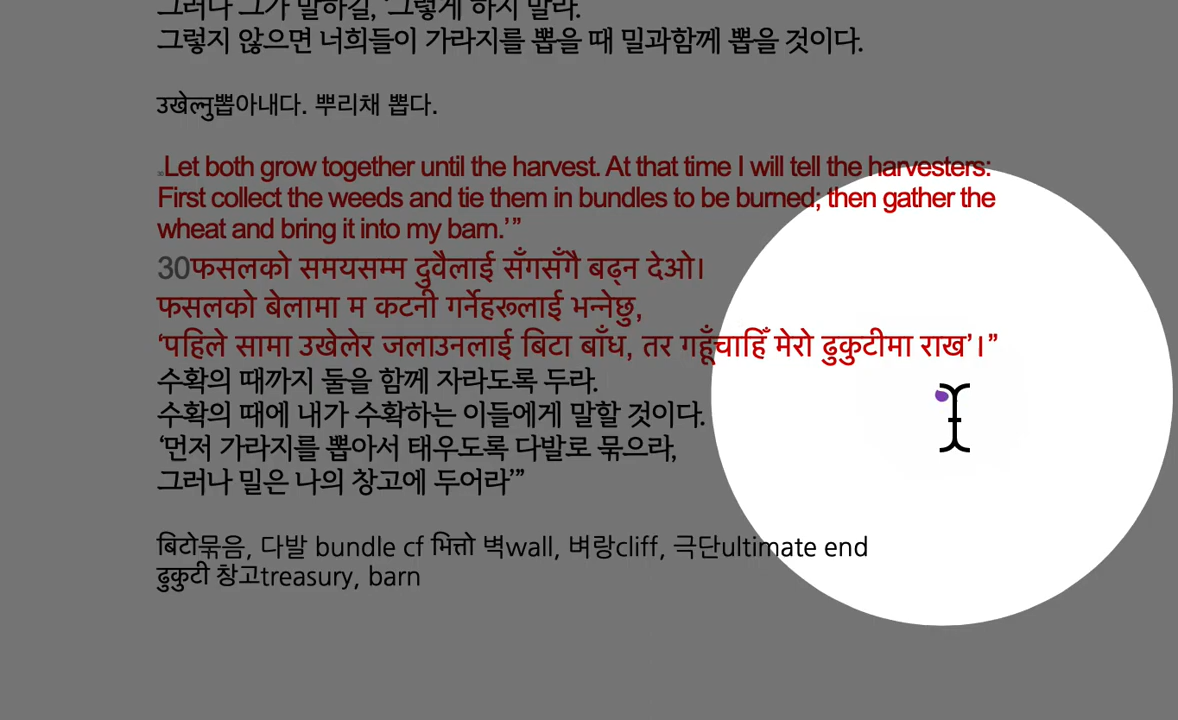 그러나 그가 말하길, ‘그렇게 하지 말라.
그렇지 않으면 너희들이 가라지를 뽑을 때 밀과함께 뽑을 것이다.
उखेल्नु뽑아내다. 뿌리채 뽑다.
30 Let both grow together until the harvest. At that time I will tell the harvesters:
First collect the weeds and tie them in bundles to be burned; then gather the
wheat and bring it into my barn.’”
30फसलको समयसम्म दुवैलाई सँगसँगै बढ्न देओ।
फसलको बेलामा म कटनी गर्नेहरूलाई भन्नेछु,
‘पहिले सामा उखेलेर जलाउनलाई बिटा बाँध, तर गहूँचाहिँ मेरो ढुकुटीमा राख’।”
수확의 때까지 둘을 함께 자라도록 두라.
수확의 때에 내가 수확하는 이들에게 말할 것이다.
‘먼저 가라지를 뽑아서 태우도록 다발로 묶으라,
그러나 밀은 나의 창고에 두어라’”
बिटो묶음, 다발 bundle cf भित्तो 벽wall, 벼랑cliff, 극단ultimate end
ढुकुटी 창고treasury, barn